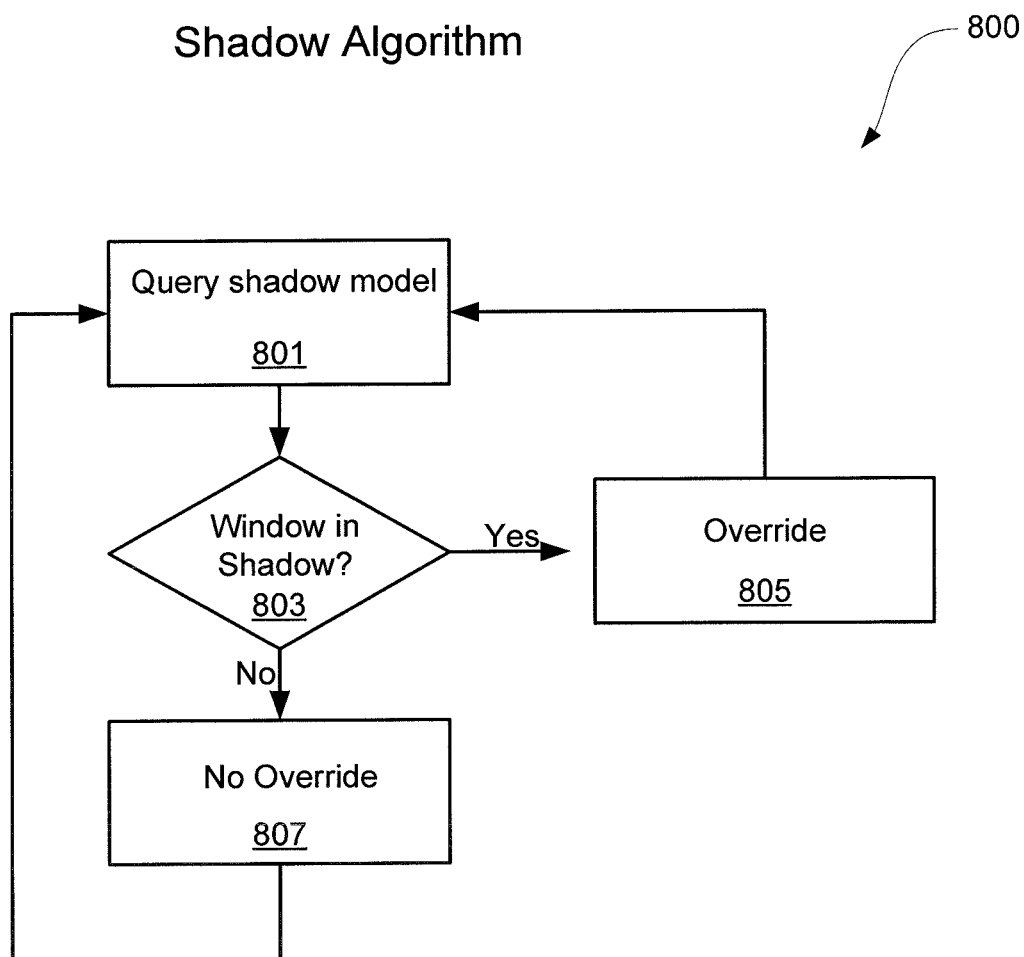 Shadow Algorithm
800
Query shadow model
801
Window in
Shadow?
803
Yes
Override
805
No
No Override
807